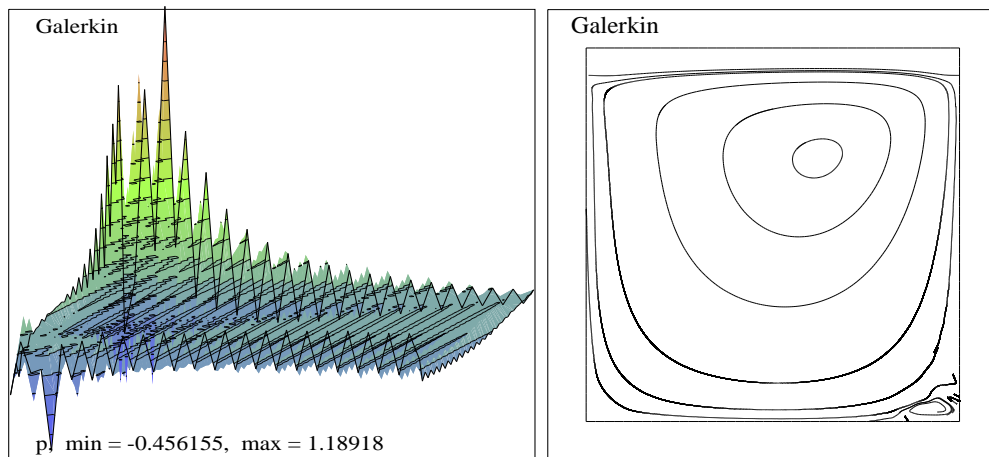 Galerkin
p, min = -0.456155, max = 1.18918
Galerkin